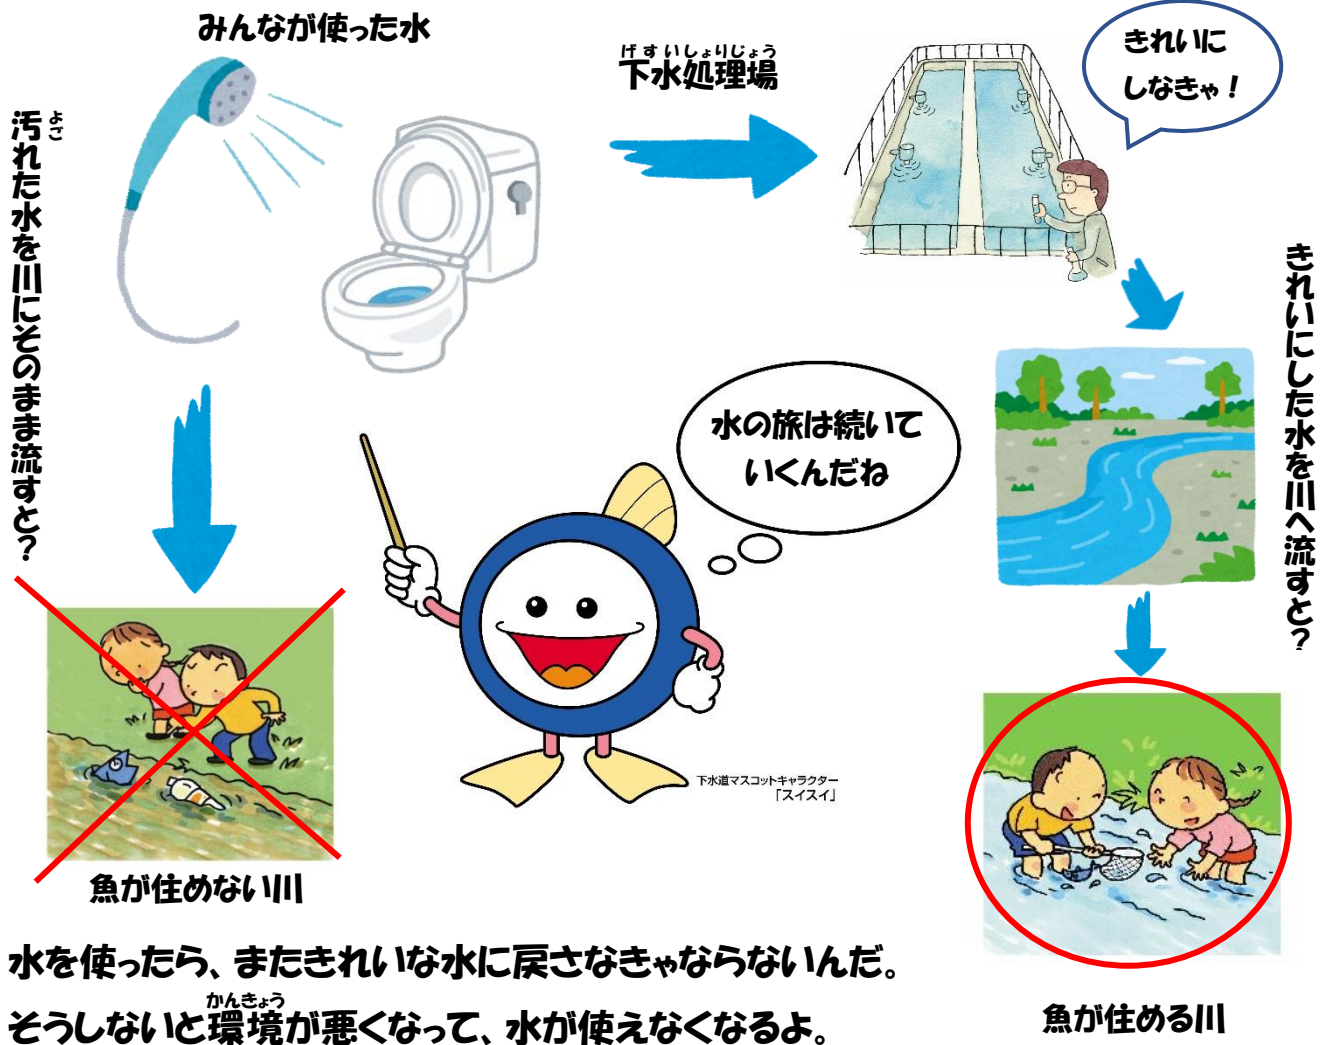 みんなが使った水
げすいしょりじょう
下水処理場
きれいに
しなきゃ！
よご
汚れた水を川にそのまま流すと？
きれいにした水を川へ流すと？
水の旅は続いて
いくんだね
下水道マスコットキャラクター
「スイスイ」
魚が住めない川
魚が住める川
水を使ったら、またきれいな水に戻さなきゃならないんだ。
かんきょう
そうしないと環境が悪くなって、水が使えなくなるよ。